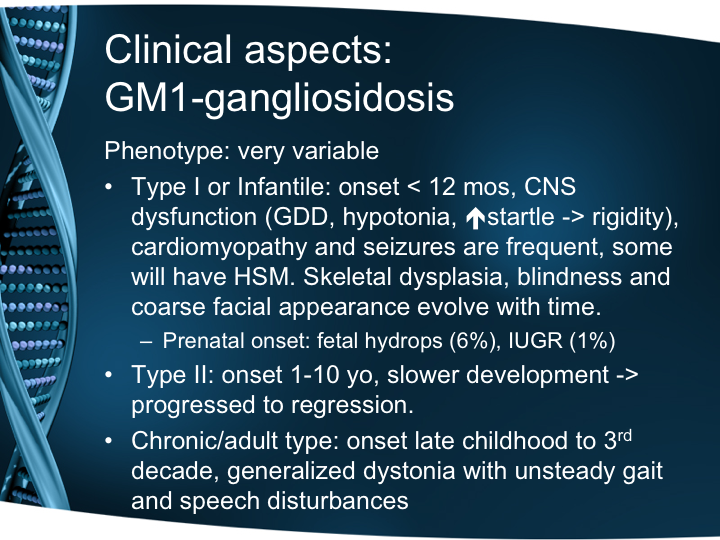 Clinical aspects:
GM1-gangliosidosis
Phenotype: very variable
• Type I or Infantile: onset < 12 mos, CNS
dysfunction (GDD, hypotonia, ⬆startle -> rigidity),
cardiomyopathy and seizures are frequent, some
will have HSM. Skeletal dysplasia, blindness and
coarse facial appearance evolve with time.
– Prenatal onset: fetal hydrops (6%), IUGR (1%)
• Type II: onset 1-10 yo, slower development ->
progressed to regression.
• Chronic/adult type: onset late childhood to 3rd
decade, generalized dystonia with unsteady gait
and speech disturbances